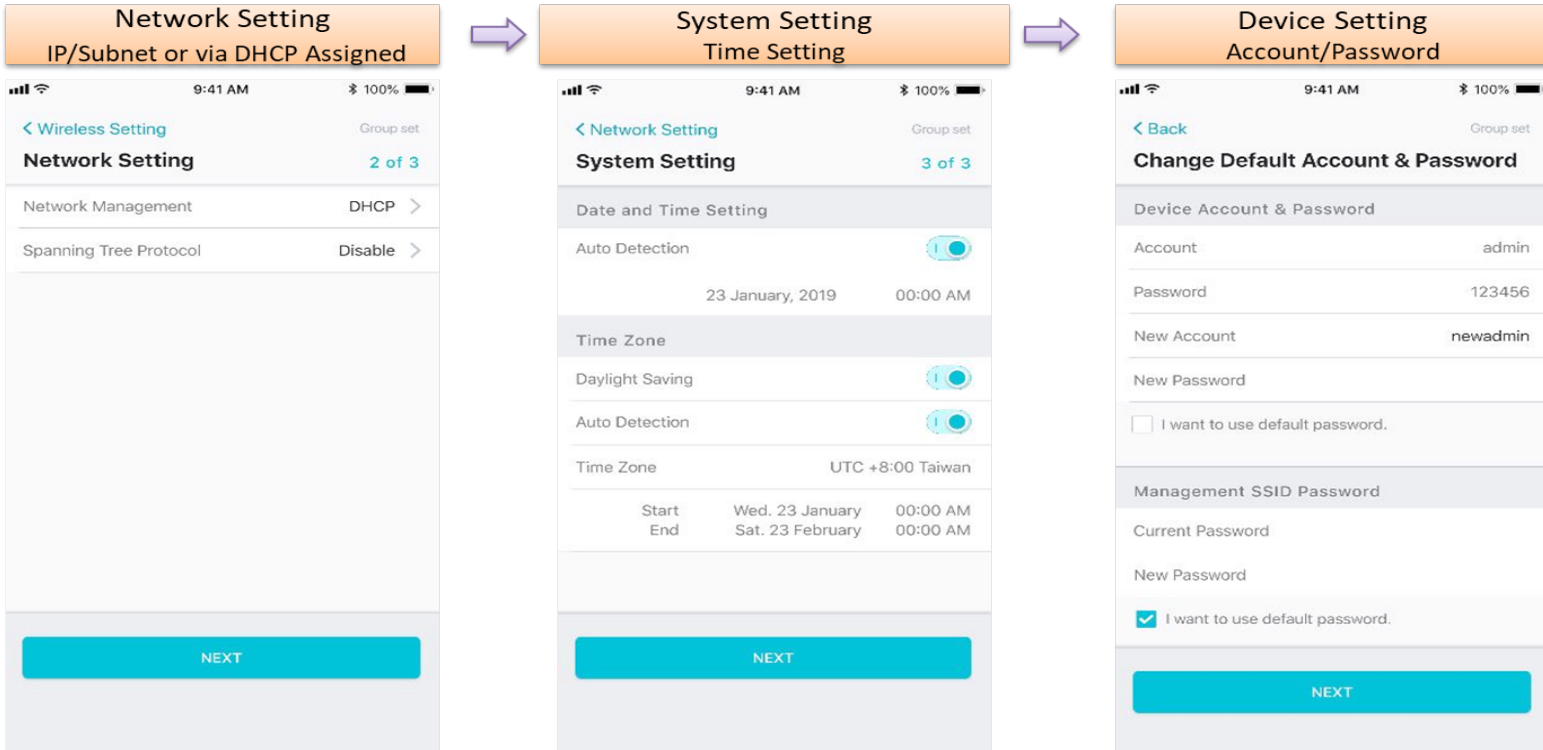 Network Setting
IP/Subnet or via DHCP Assigned
9:41 AM
100%
Wireless Setting
Group set
Network Setting
2 of 3
Network Management
DHCP
Spanning Tree Protocol
Disable
NEXT
System Setting
Time Setting
9:41 AM
100%
Network Setting
Group set
System Setting
3 of 3
Date and Time Setting
Auto Detection
23 January, 2019 00:00 AM
Time Zone
Daylight Saving
Auto Detection
Time Zone UTC +8:00 Taiwan
Start Wed. 23 January 00:00 AM
End Sat. 23 February 00:00 AM
NEXT
Device Setting
Account/Password
9:41 AM
100%
Back
Group set
Change Default Account & Password
Device Account & Password
Account admin
Password 123456
New Account newadmin
New Password
I want to use default password.
Management SSID Password
Current Password
New Password
I want to use default password.
NEXT